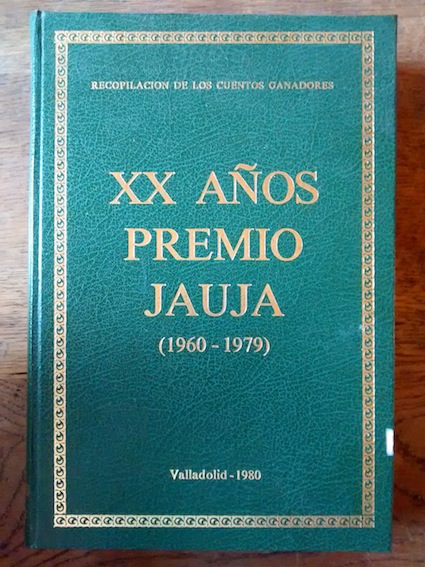 RECOPILACION DE LOS CUENTOS GANADORES
XX AÑOS
PREMIO
JAUJA
(1960 - 1979)
Valladolid - 1980